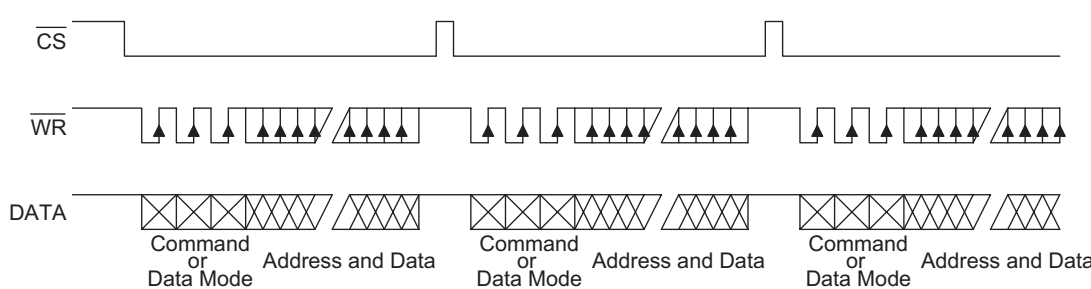 CS
WR
DATA
Command
or
Data Mode
Address and Data
Command
or
Data Mode
Address and Data
Command
or
Data Mode
Address and Data